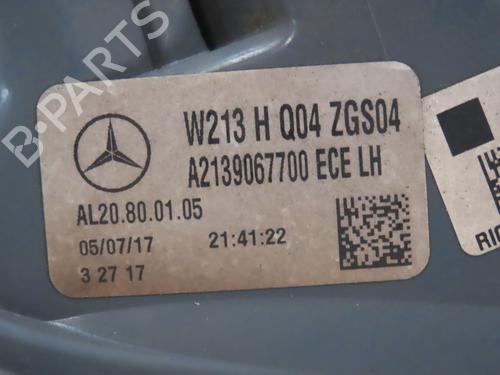 B-PARTS
W213 H Q04 ZGS04
A2139067700 ECE LH
AL20.80.01.05
05/07/17 21:41:22
3 27 17